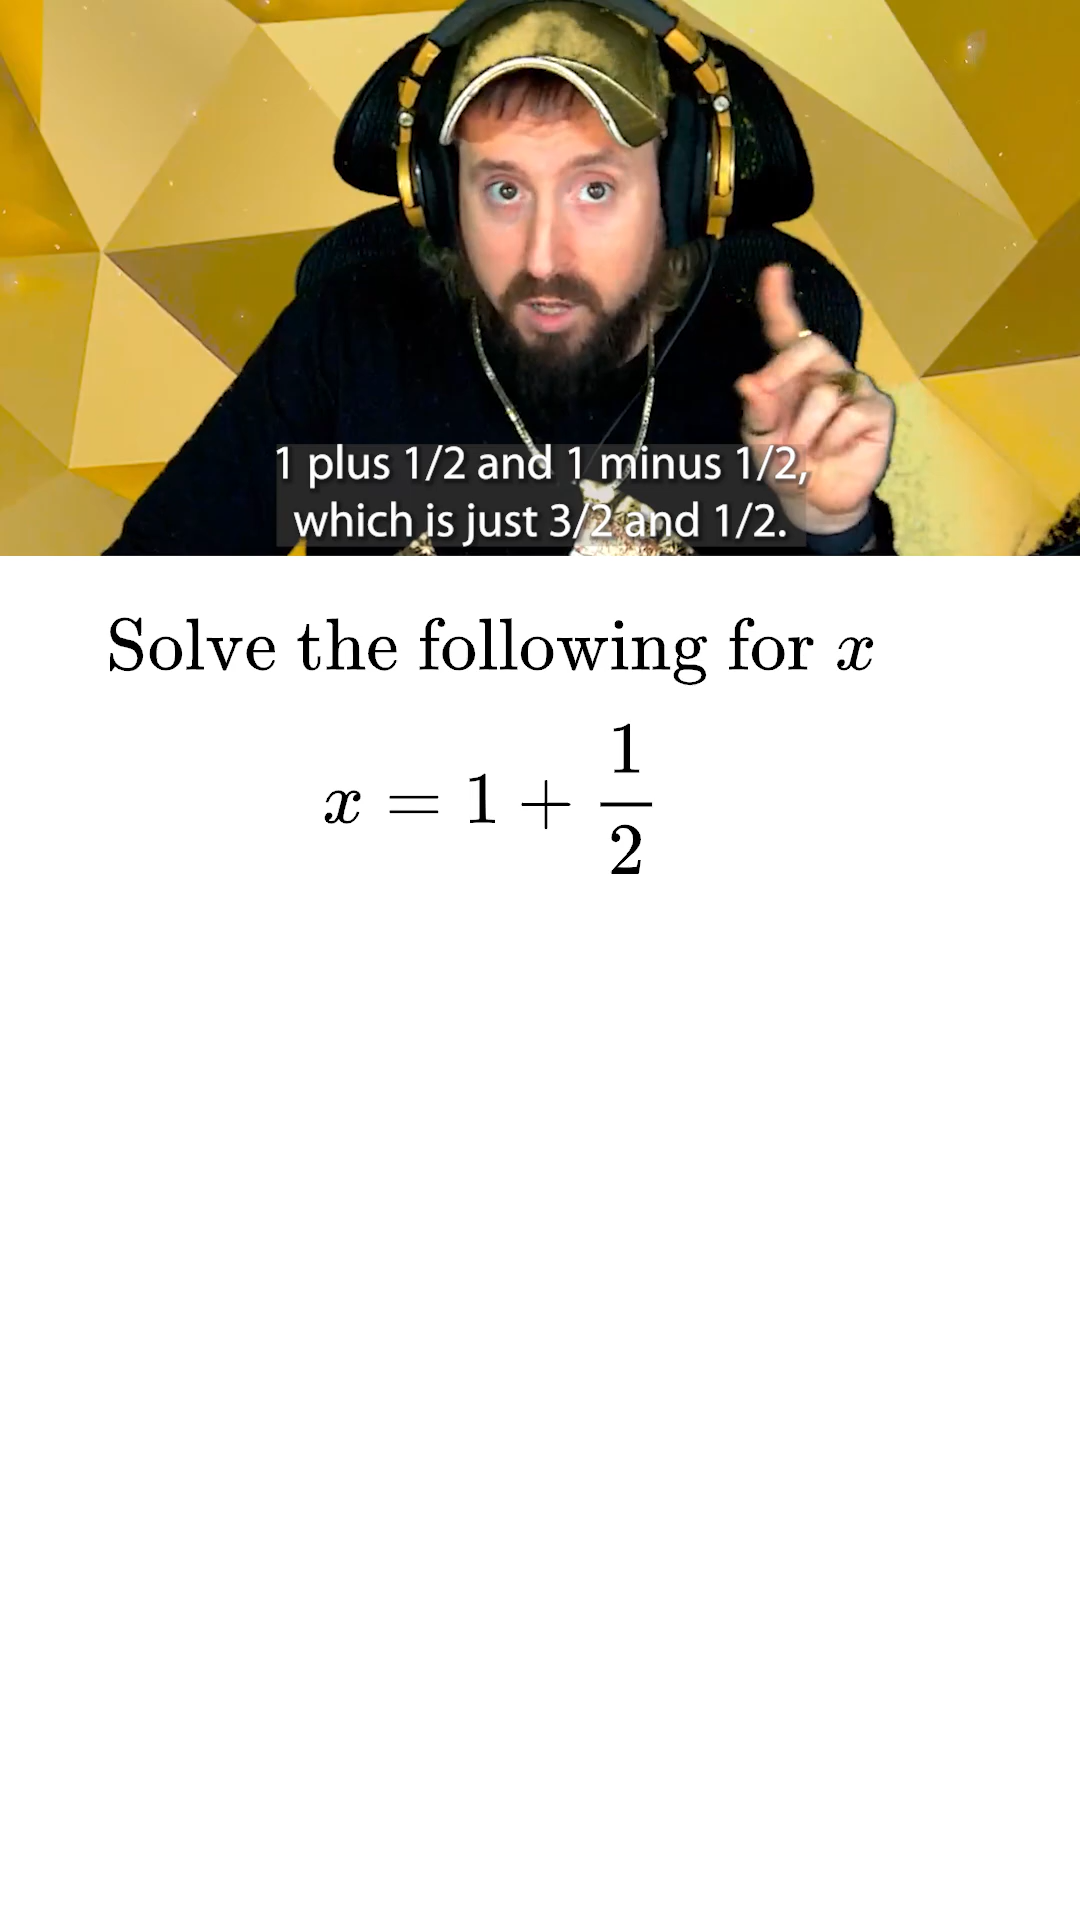 1 plus 1/2 and 1 minus 1/2,
which is just 3/2 and 1/2.
Solve the following for x
x = 1 + 1/2